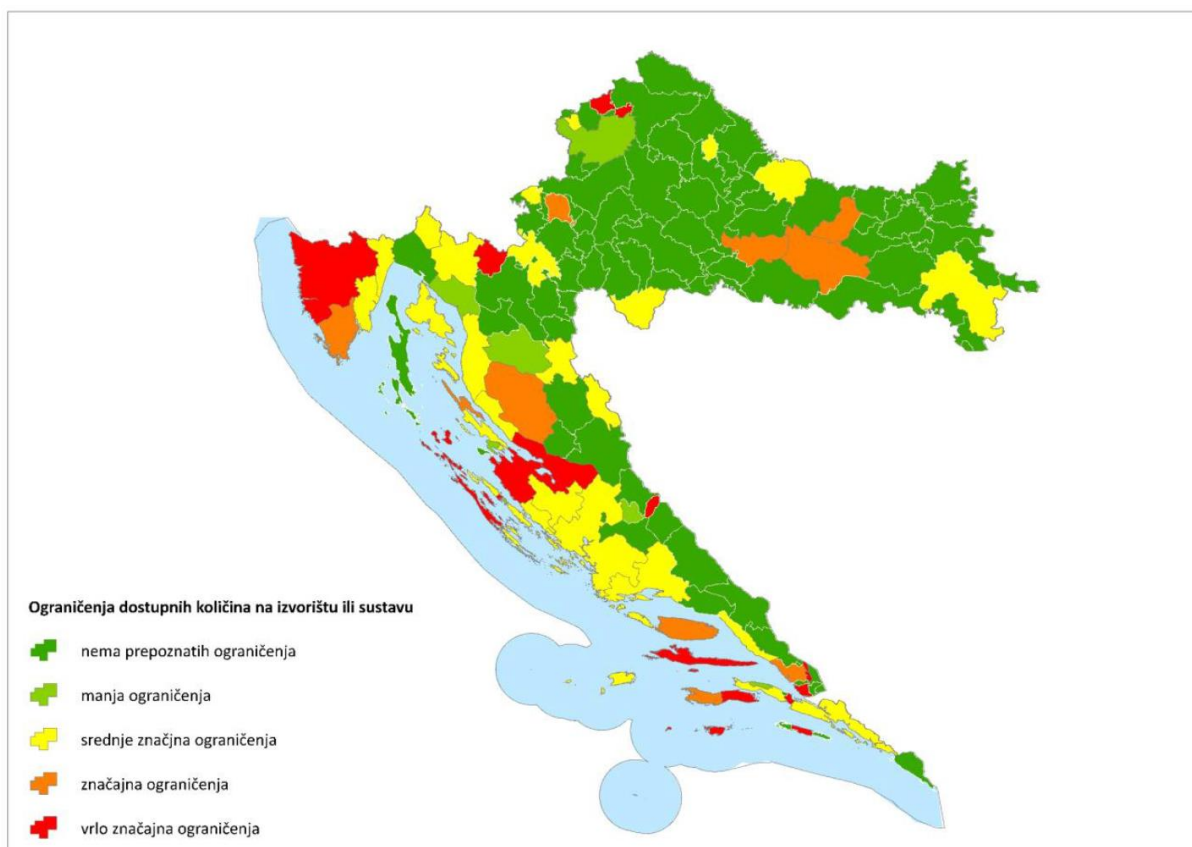 Ograničenja dostupnih količina na izvorištu ili sustavu
nema prepoznatih ograničenja
manja ograničenja
srednje značjna ograničenja
značajna ograničenja
vrlo značajna ograničenja